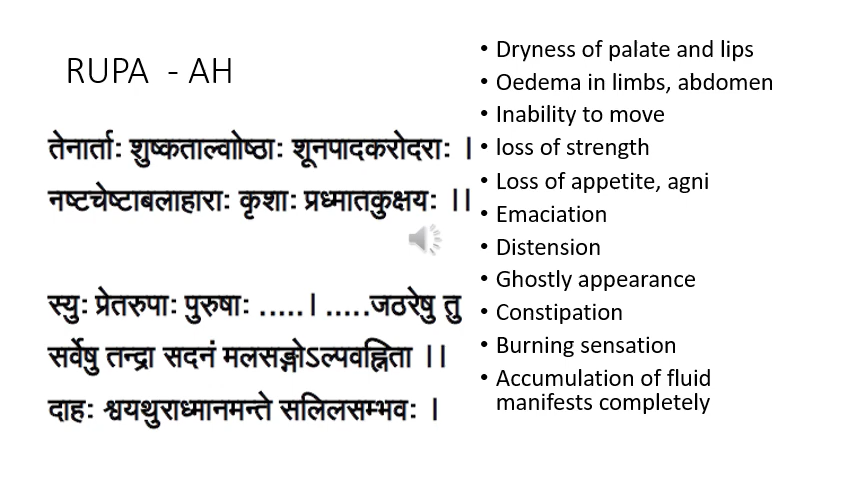 RUPA - AH
तेनार्ताः शुष्कताल्वोष्ठाः शूनपादकरोदराः ।
नष्टचेष्टाबलाहाराः कृशाः प्रध्मातकुक्षयः ।।
स्युः प्रेतरुपाः पुरुषाः .....। .....जठरेषु तु
सर्वेषु तन्द्रा सदनं मलसङ्गोऽल्पवह्निता ।।
दाहः श्वयथुराध्मानमन्ते सलिलसम्भवः ।
• Dryness of palate and lips
• Oedema in limbs, abdomen
• Inability to move
• loss of strength
• Loss of appetite, agni
• Emaciation
• Distension
• Ghostly appearance
• Constipation
• Burning sensation
• Accumulation of fluid
manifests completely